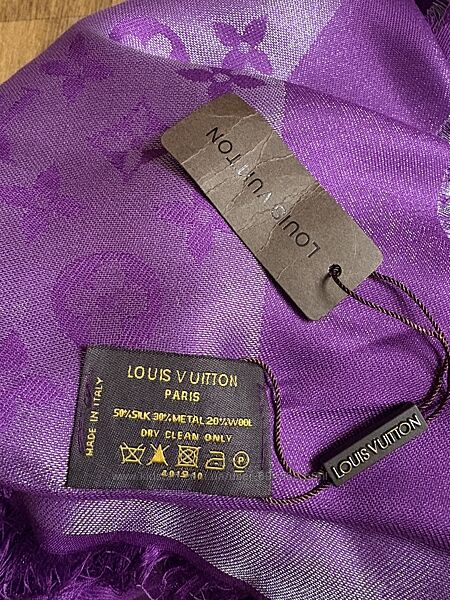 LOUIS VUITTON
LOUIS VUITTON
PARIS
50%SILK 30%METAL 20%WOOL
DRY CLEAN ONLY
P
401910
MADE IN ITALY
LOUIS VUITTON